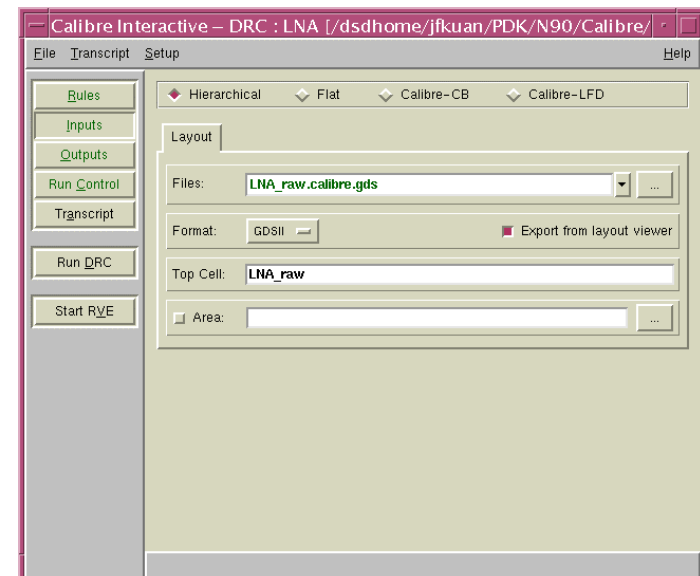 Calibre Interactive – DRC : LNA [/dsdhome/jfkuan/PDK/N90/Calibre/
File Transcript Setup Help
Rules
Inputs
Outputs
Run Control
Transcript
Run DRC
Start RVE
Hierarchical Flat Calibre-CB Calibre-LFD
Layout
Files: LNA_raw.calibre.gds ...
Format: GDSII Export from layout viewer
Top Cell: LNA_raw
Area: ...